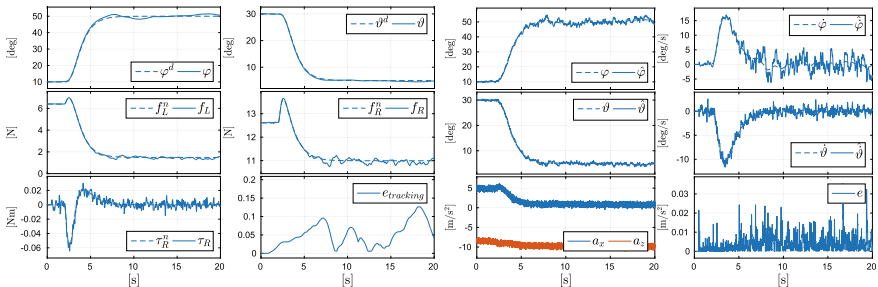 50
40
30
20
10
[deg]
φᵈ φ
30
20
10
[deg]
ϑᵈ ϑ
50
40
30
20
10
[deg]
φ φ̂
15
10
5
0
-5
[deg/s]
φ̇ φ̇̂
6
4
2
0
[N]
f_L^n f_L
13
12
11
[N]
f_R^n f_R
30
20
10
0
[deg]
ϑ ϑ̂
0
-5
-10
[deg/s]
ϑ̇ ϑ̇̂
0.02
0
-0.02
-0.04
-0.06
[Nm]
τ_R^n τ_R
0 5 10 15 20
[s]
0.2
0.15
0.1
0.05
0
e_tracking
0 5 10 15 20
[s]
5
0
-5
-10
[m/s²]
a_x a_z
0 5 10 15 20
[s]
0.03
0.02
0.01
0
[m/s²]
e
0 5 10 15 20
[s]